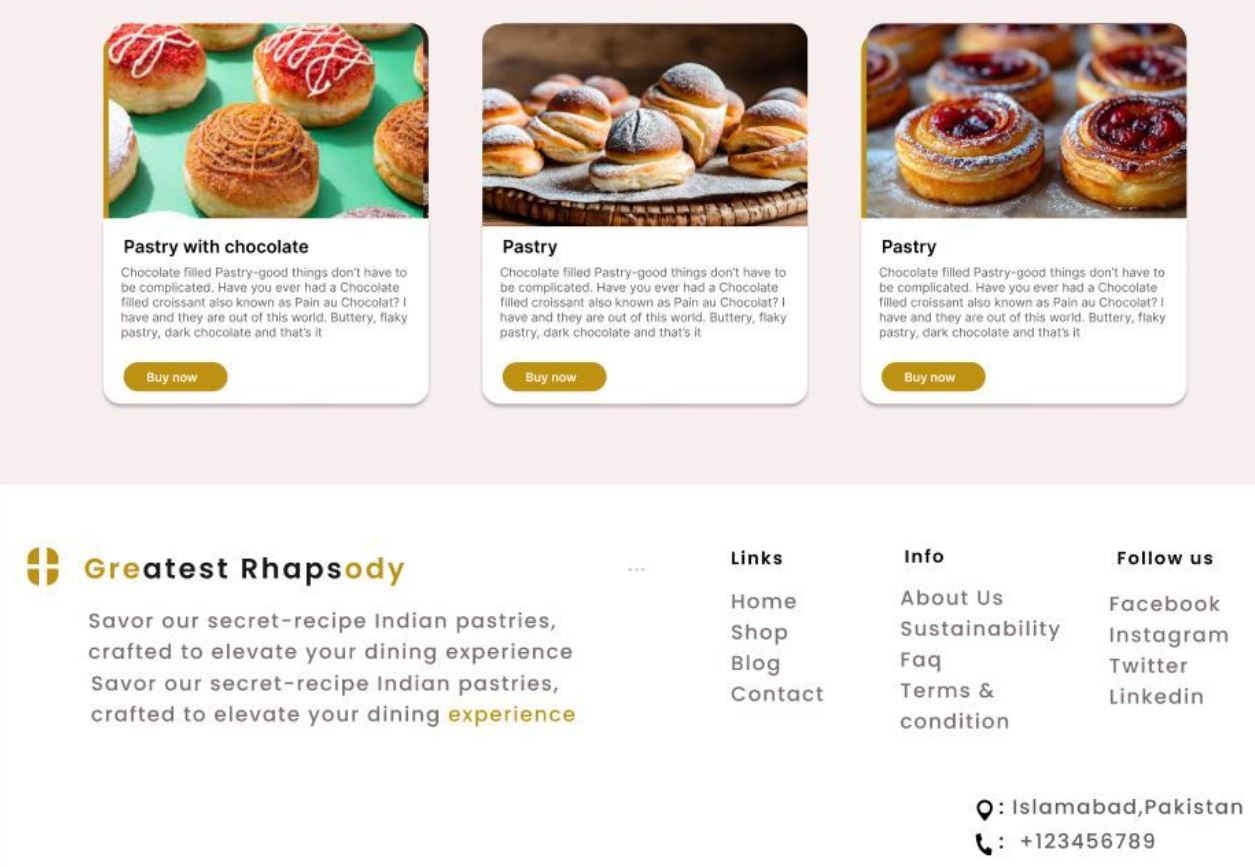 Pastry with chocolate
Chocolate filled Pastry-good things don't have to
be complicated. Have you ever had a Chocolate
filled croissant also known as Pain au Chocolat? I
have and they are out of this world. Buttery, flaky
pastry, dark chocolate and that's it
Buy now
Pastry
Chocolate filled Pastry-good things don't have to
be complicated. Have you ever had a Chocolate
filled croissant also known as Pain au Chocolat? I
have and they are out of this world. Buttery, flaky
pastry, dark chocolate and that's it
Buy now
Pastry
Chocolate filled Pastry-good things don't have to
be complicated. Have you ever had a Chocolate
filled croissant also known as Pain au Chocolat? I
have and they are out of this world. Buttery, flaky
pastry, dark chocolate and that's it
Buy now
Greatest Rhapsody
Savor our secret-recipe Indian pastries,
crafted to elevate your dining experience
Savor our secret-recipe Indian pastries,
crafted to elevate your dining experience
...
Links
Home
Shop
Blog
Contact
Info
About Us
Sustainability
Faq
Terms &
condition
Follow us
Facebook
Instagram
Twitter
Linkedin
: Islamabad,Pakistan
: +123456789